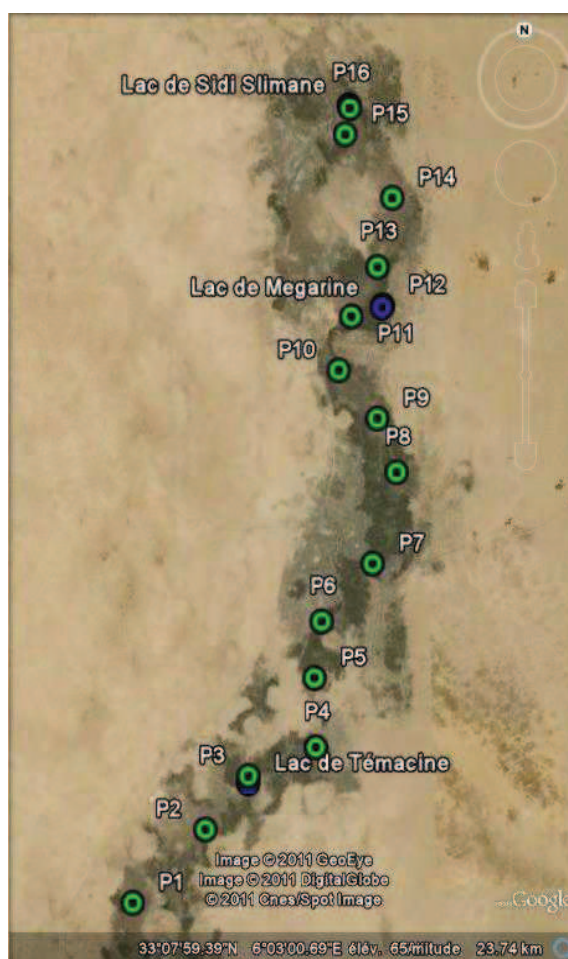 N
P16
Lac de Sidi Slimane
P15
P14
P13
Lac de Megarine
P12
P11
P10
P9
P8
P7
P6
P5
P4
P3
Lac de Témacine
P2
Image © 2011 GeoEye
Image © 2011 DigitalGlobe
© 2011 Cnes/Spot Image
P1
Google
33°07'59.39"N 6°03'00.69"E élév. 65/mitude 23.74 km